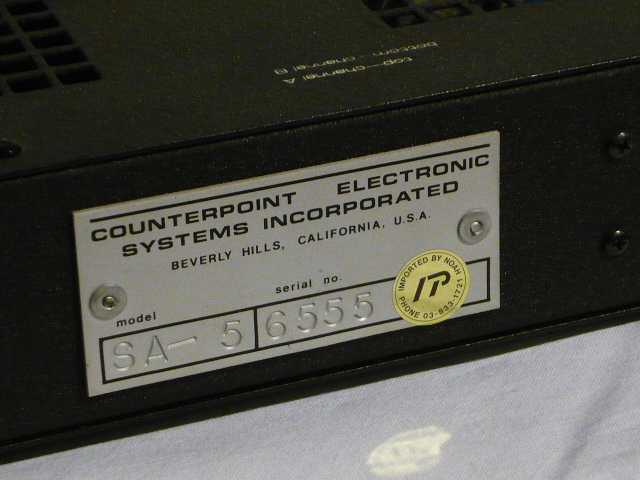 top—channel A
bottom—channel B
COUNTERPOINT ELECTRONIC
SYSTEMS INCORPORATED
BEVERLY HILLS, CALIFORNIA, U.S.A.
model
serial no.
SA-5
6555
IMPORTED BY NOAH
IP
PHONE 03-833-1721